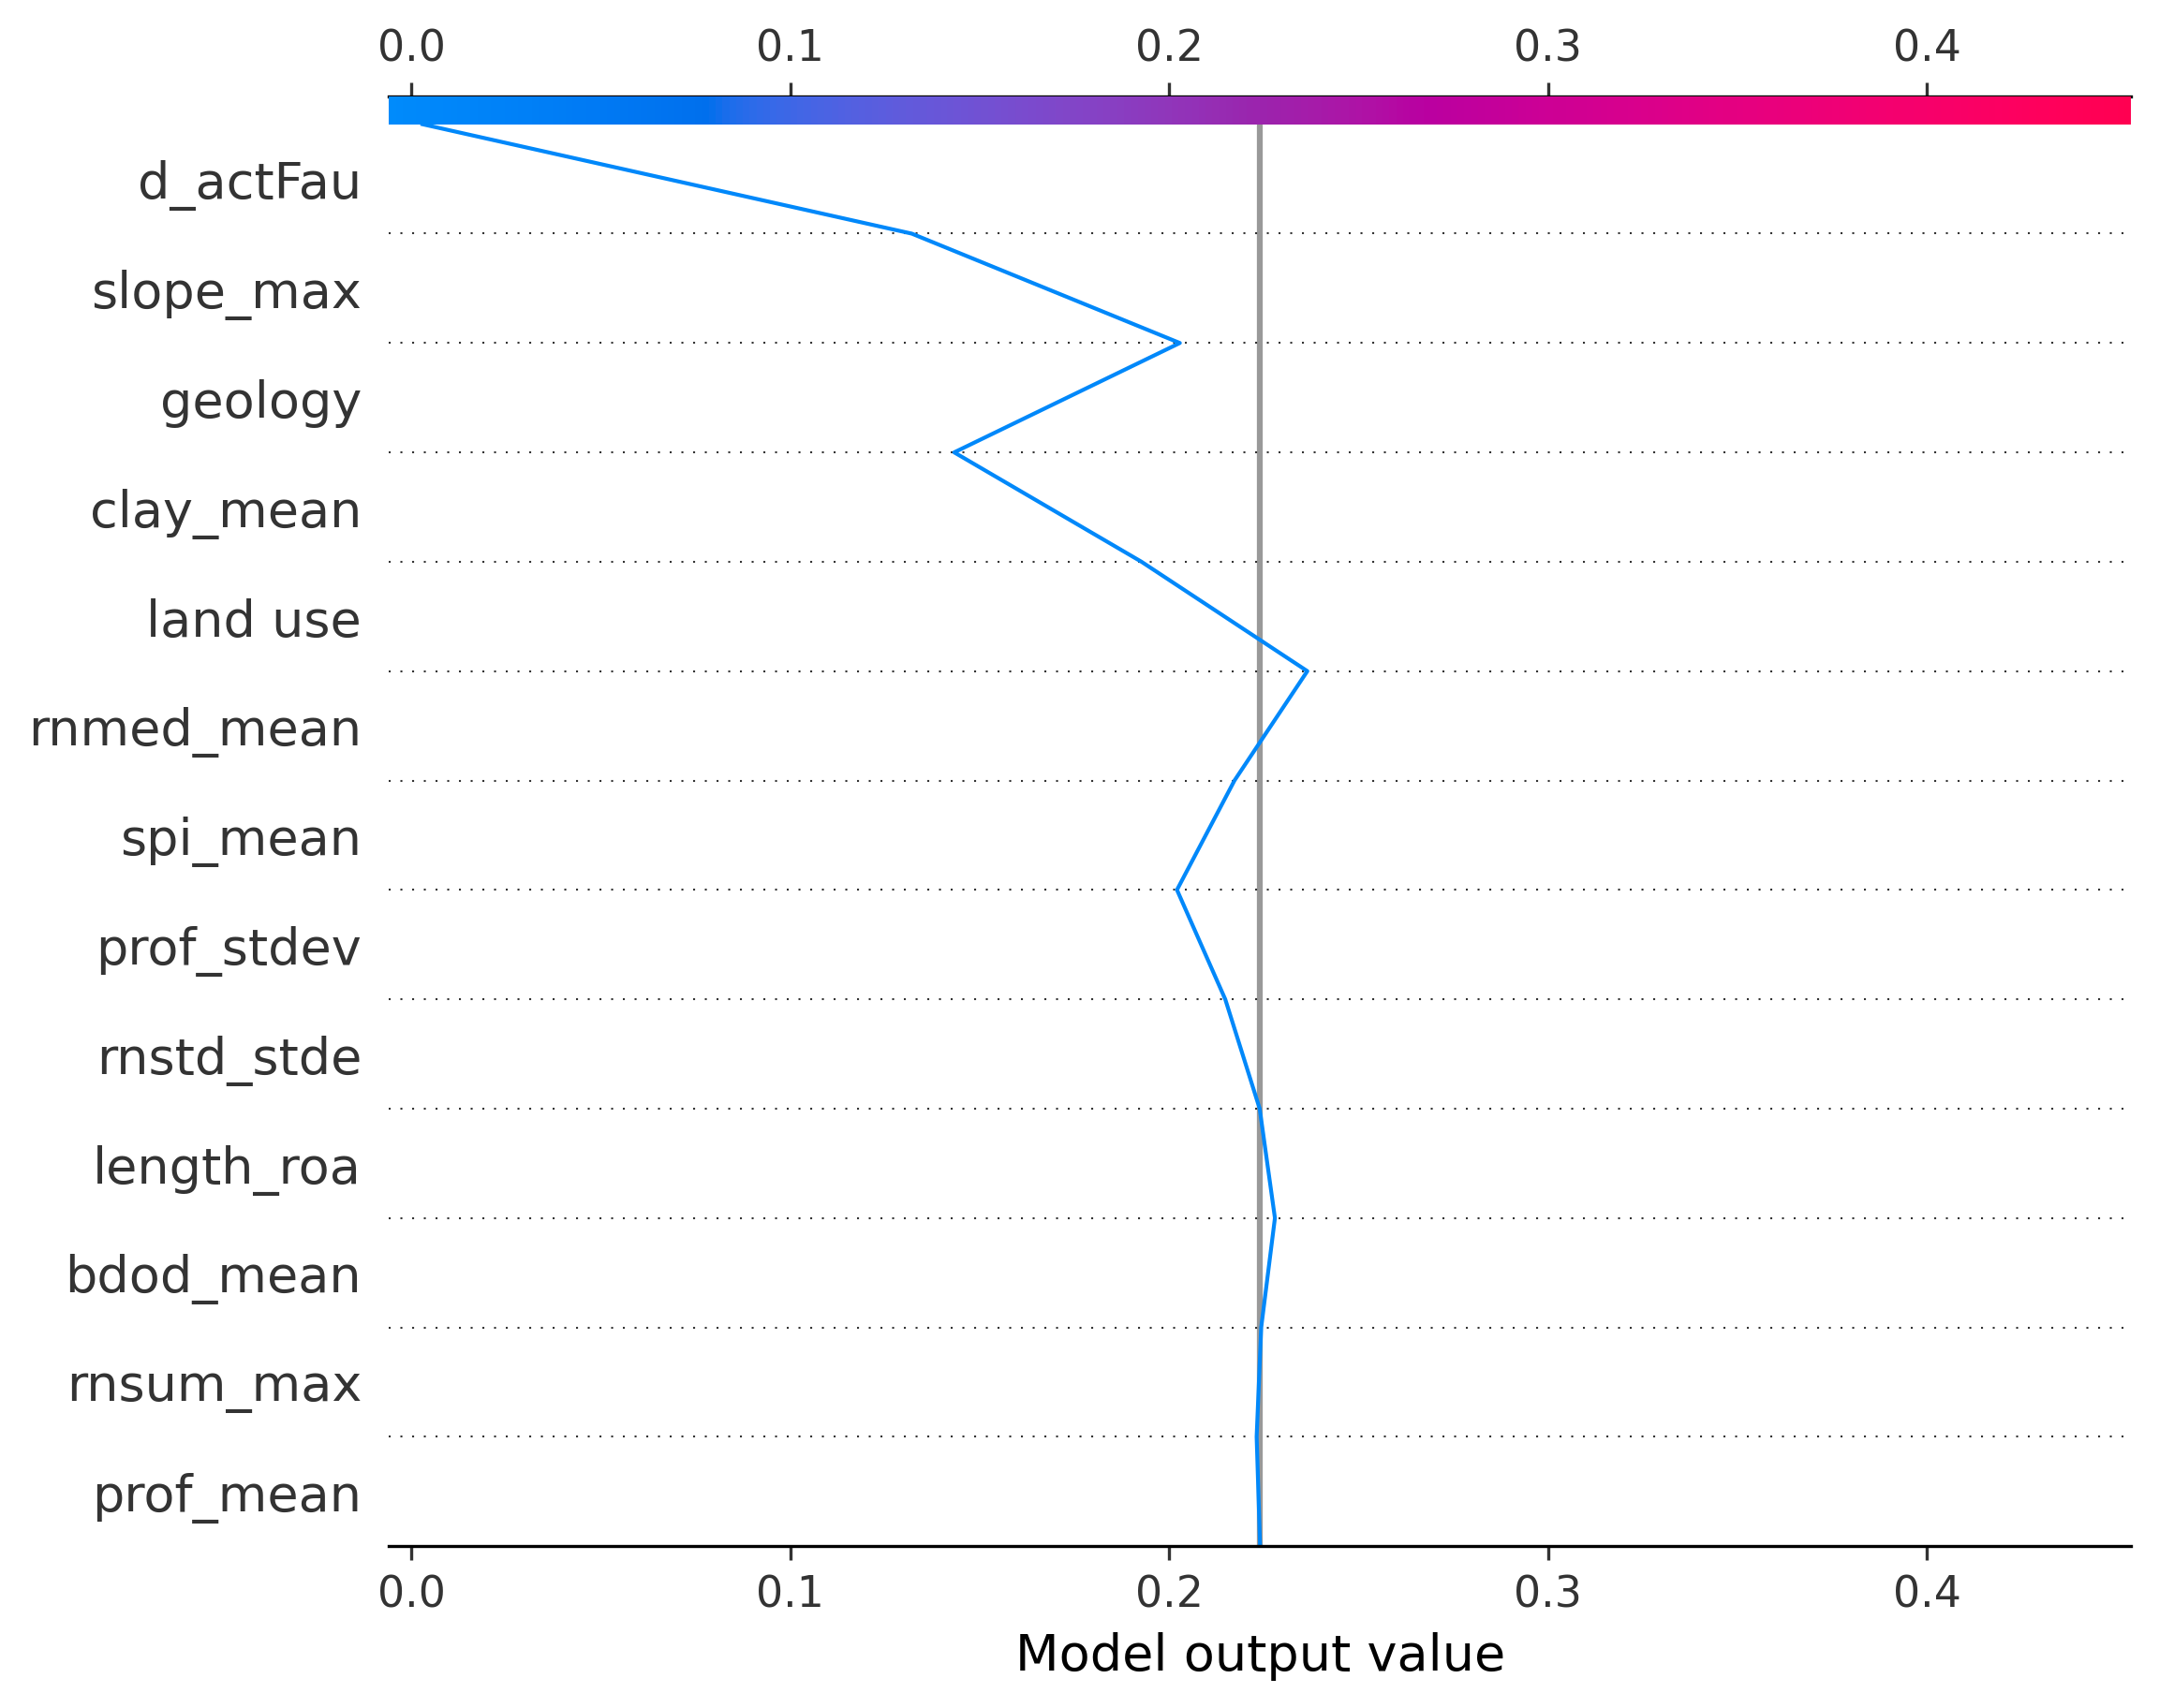 0.0 0.1 0.2 0.3 0.4
d_actFau
slope_max
geology
clay_mean
land use
rnmed_mean
spi_mean
prof_stdev
rnstd_stde
length_roa
bdod_mean
rnsum_max
prof_mean
0.0 0.1 0.2 0.3 0.4
Model output value